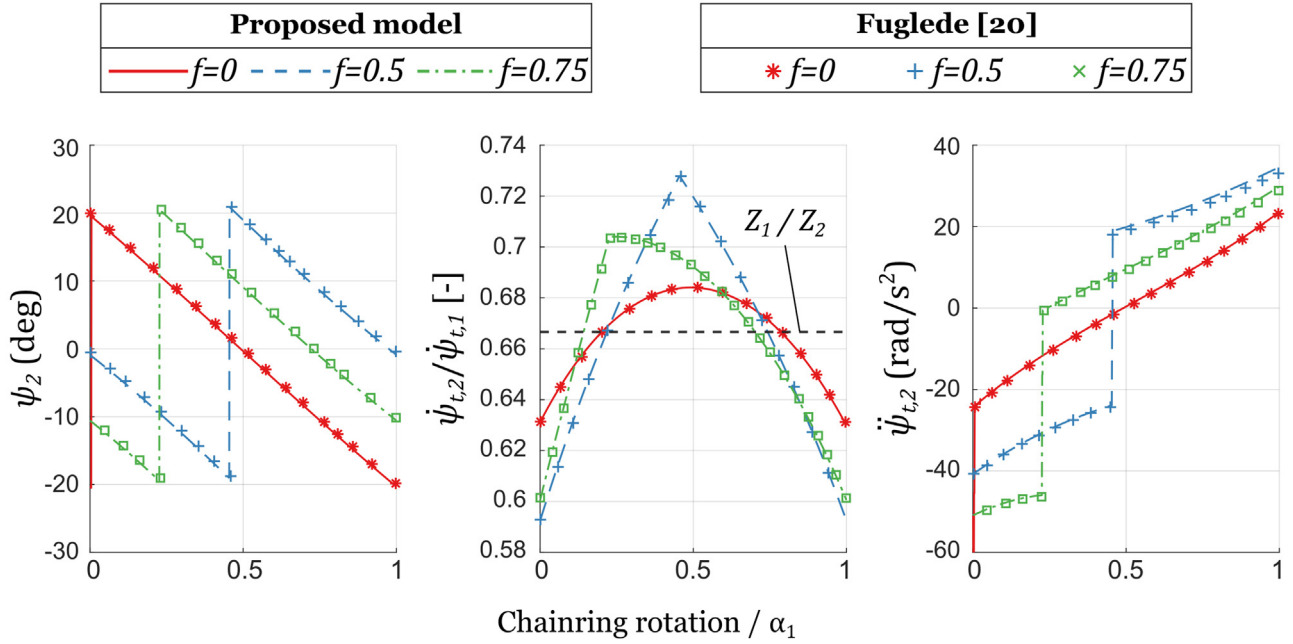 Proposed model
f=0 f=0.5 f=0.75
Fuglede [20]
f=0 f=0.5 f=0.75
30
20
10
0
-10
-20
-30
ψ2 (deg)
0 0.5 1
0.74
0.72
0.7
0.68
0.66
0.64
0.62
0.6
0.58
ψ̇t,2/ψ̇t,1 [-]
Z1 / Z2
0 0.5 1
40
20
0
-20
-40
-60
ψ̈t,2 (rad/s²)
0 0.5 1
Chainring rotation / α1